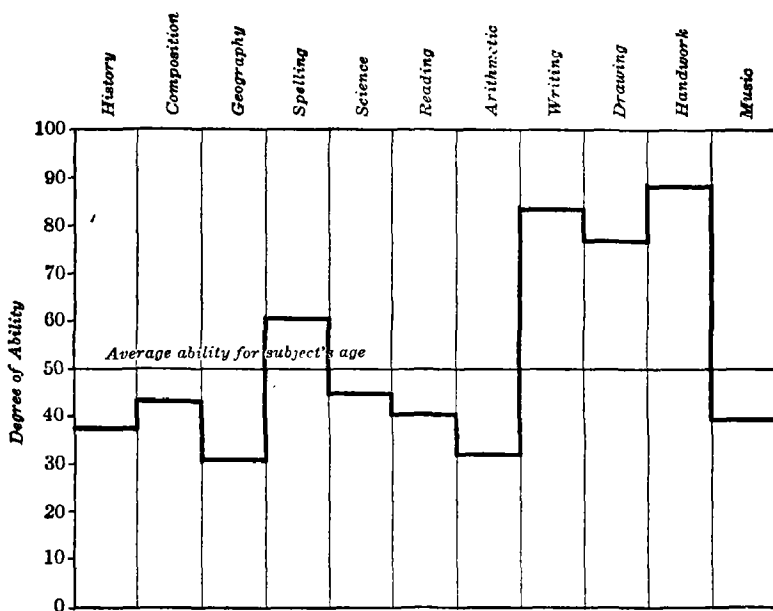 History
Composition
Geography
Spelling
Science
Reading
Arithmetic
Writing
Drawing
Handwork
Music
100
90
80
70
60
Average ability for subject's age
50
40
30
20
10
0
Degree of Ability